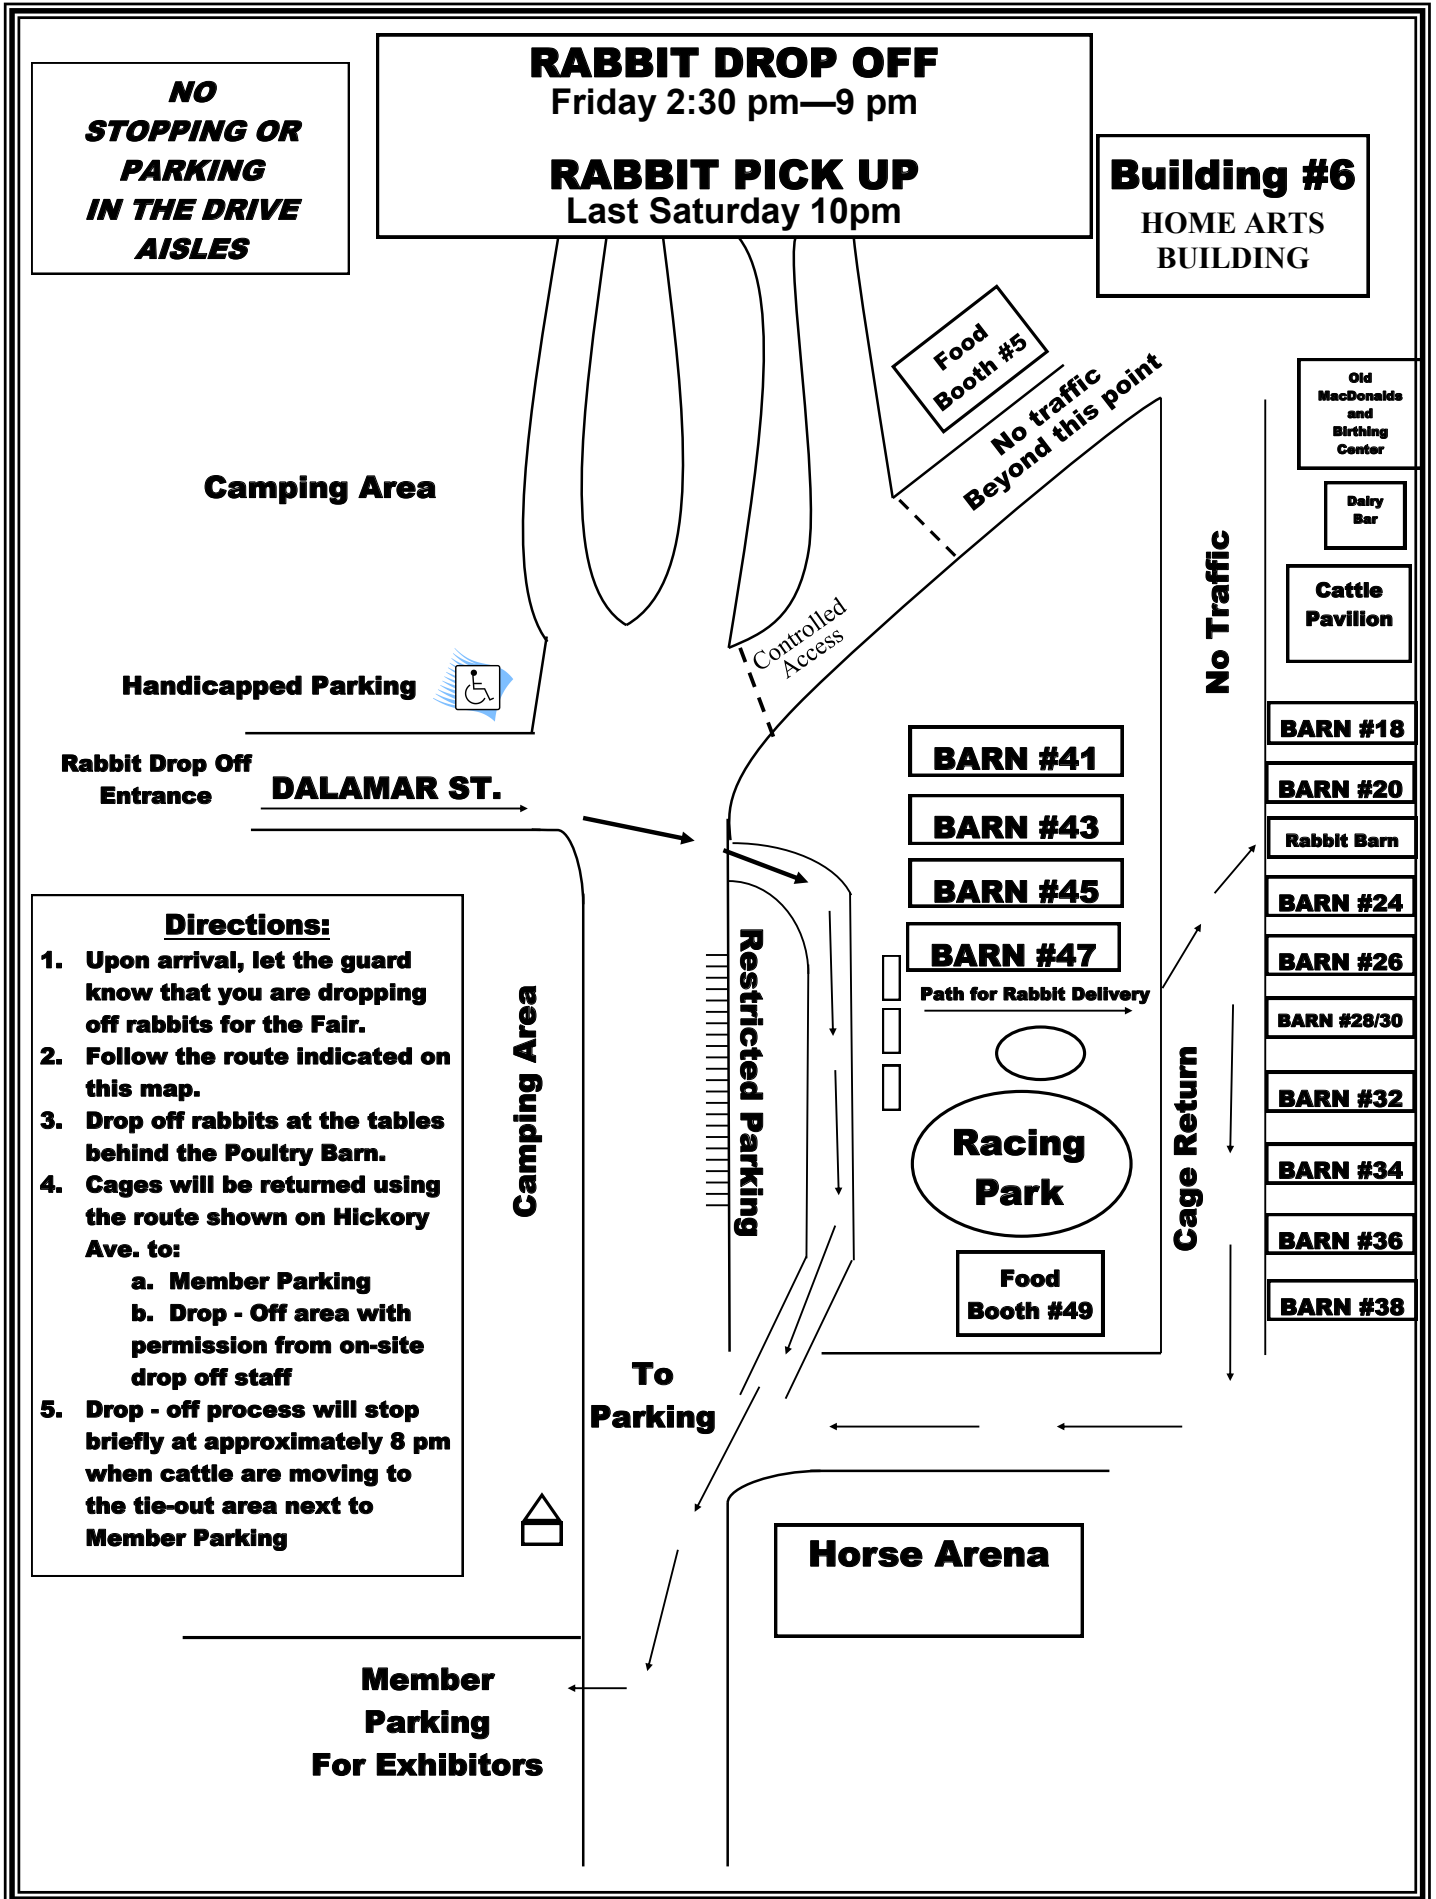 RABBIT DROP OFF
Friday 2:30 pm—9 pm
RABBIT PICK UP
Last Saturday 10pm
NO
STOPPING OR
PARKING
IN THE DRIVE
AISLES
Building #6
HOME ARTS
BUILDING
Food
Booth #5
No traffic
Beyond this point
Old
MacDonalds
and
Birthing
Center
Dairy
Bar
Cattle
Pavilion
No Traffic
Camping Area
Controlled
Access
Handicapped Parking
Rabbit Drop Off
Entrance
DALAMAR ST.
BARN #41
BARN #43
BARN #45
BARN #47
Path for Rabbit Delivery
BARN #18
BARN #20
Rabbit Barn
BARN #24
BARN #26
BARN #28/30
BARN #32
BARN #34
BARN #36
BARN #38
Directions:
1. Upon arrival, let the guard
know that you are dropping
off rabbits for the Fair.
2. Follow the route indicated on
this map.
3. Drop off rabbits at the tables
behind the Poultry Barn.
4. Cages will be returned using
the route shown on Hickory
Ave. to:
a. Member Parking
b. Drop - Off area with
permission from on-site
drop off staff
5. Drop - off process will stop
briefly at approximately 8 pm
when cattle are moving to
the tie-out area next to
Member Parking
Camping Area
Restricted Parking
Racing
Park
Cage Return
Food
Booth #49
To
Parking
Horse Arena
Member
Parking
For Exhibitors